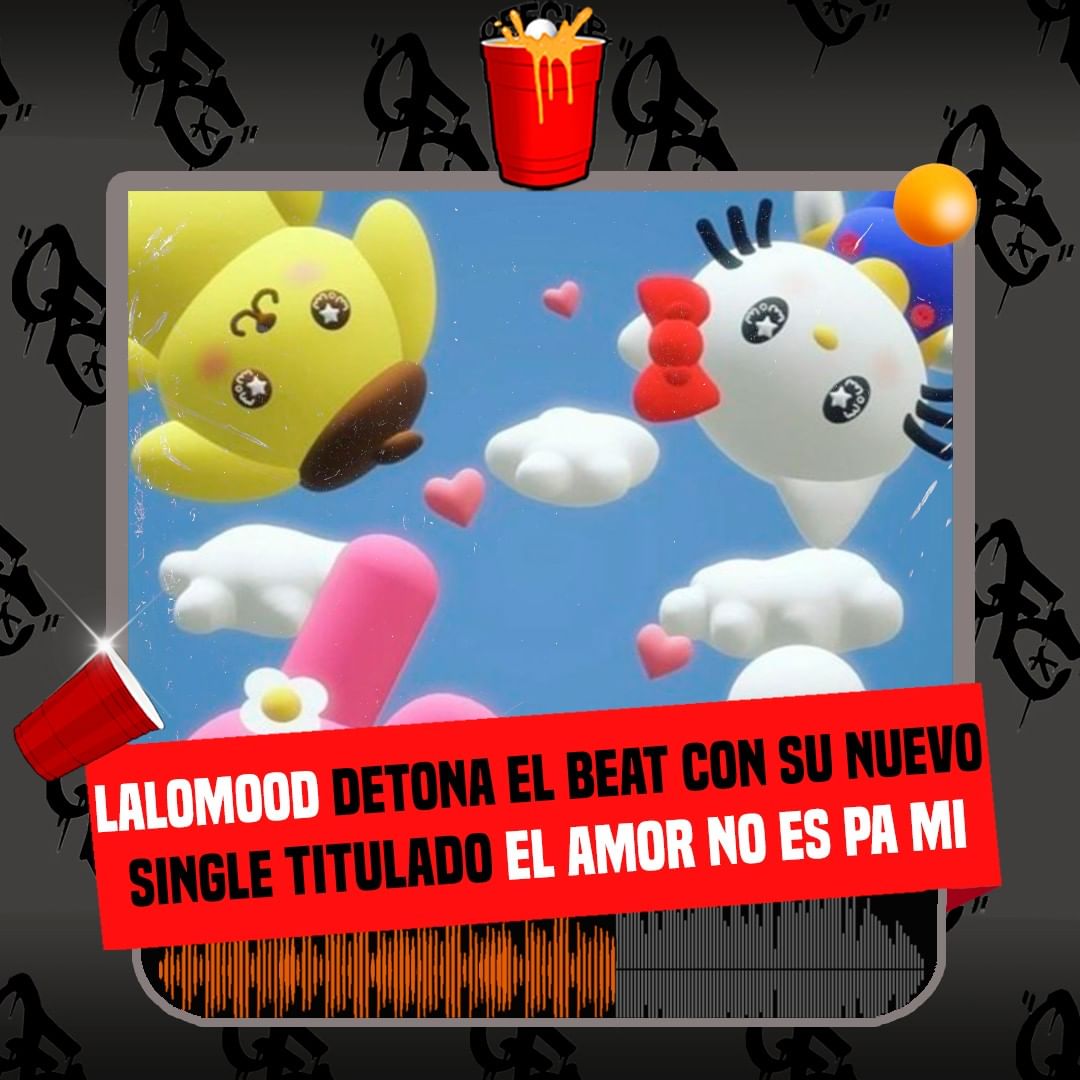 LALOMOOD DETONA EL BEAT CON SU NUEVO
SINGLE TITULADO EL AMOR NO ES PA MI